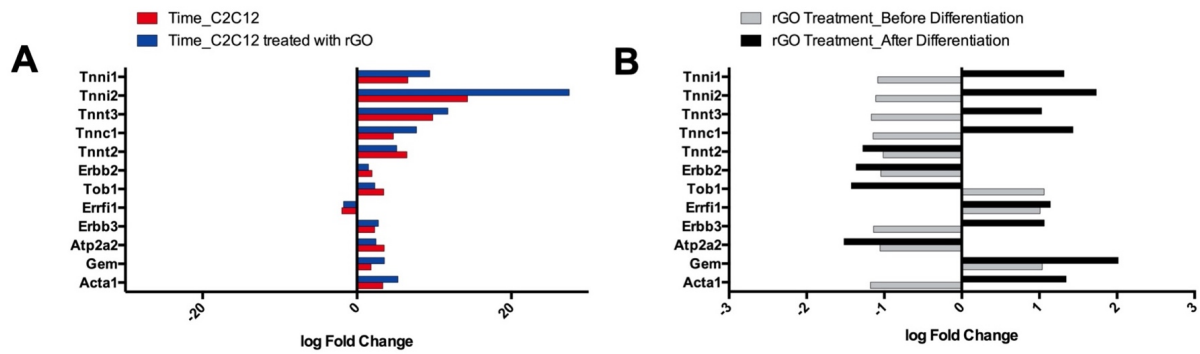 A
Time_C2C12
Time_C2C12 treated with rGO
Tnni1
Tnni2
Tnnt3
Tnnc1
Tnnt2
Erbb2
Tob1
Errfi1
Erbb3
Atp2a2
Gem
Acta1
-20
0
20
log Fold Change
B
rGO Treatment_Before Differentiation
rGO Treatment_After Differentiation
Tnni1
Tnni2
Tnnt3
Tnnc1
Tnnt2
Erbb2
Tob1
Errfi1
Erbb3
Atp2a2
Gem
Acta1
-3
-2
-1
0
1
2
3
log Fold Change